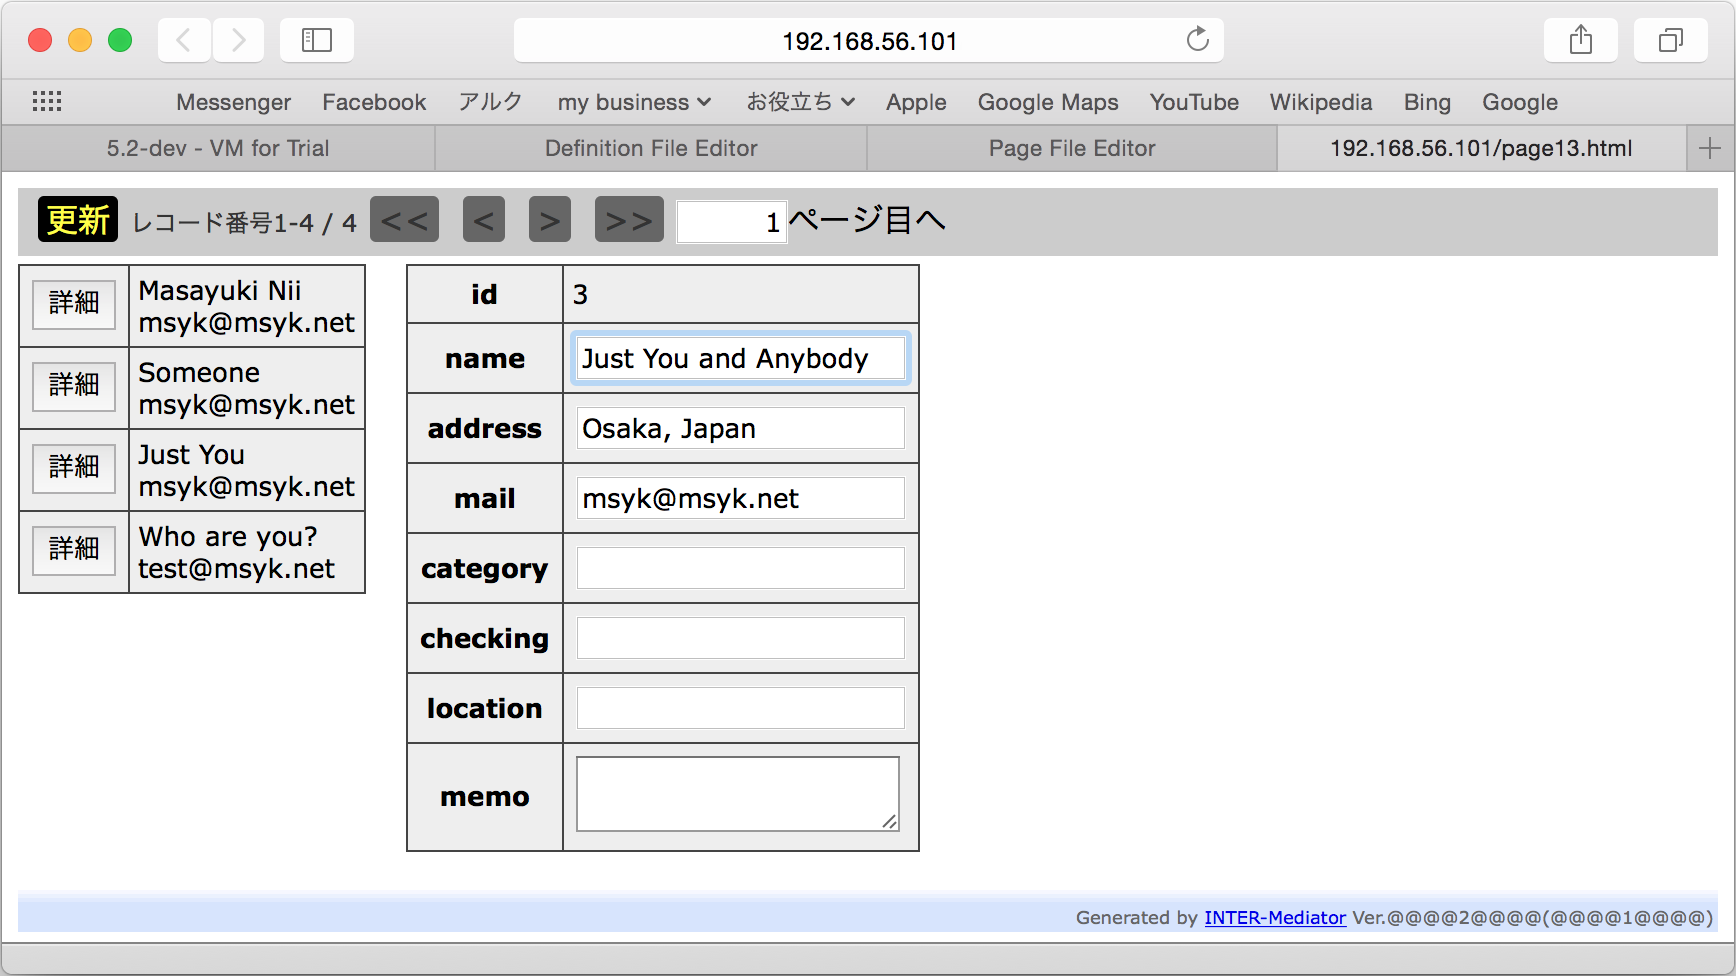 192.168.56.101
Messenger Facebook アルク my business お役立ち Apple Google Maps YouTube Wikipedia Bing Google
5.2-dev - VM for Trial Definition File Editor Page File Editor 192.168.56.101/page13.html
更新 レコード番号1-4 / 4 << < > >> 1 ページ目へ
詳細 Masayuki Nii
msyk@msyk.net
詳細 Someone
msyk@msyk.net
詳細 Just You
msyk@msyk.net
詳細 Who are you?
test@msyk.net
id 3
name Just You and Anybody
address Osaka, Japan
mail msyk@msyk.net
category
checking
location
memo
Generated by INTER-Mediator Ver.@@@@2@@@@(@@@@1@@@@)